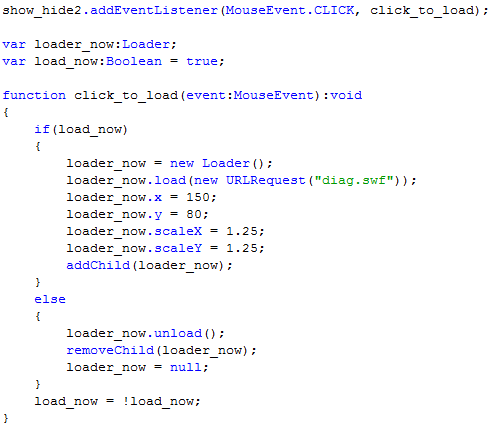 show_hide2.addEventListener(MouseEvent.CLICK, click_to_load);

var loader_now:Loader;
var load_now:Boolean = true;

function click_to_load(event:MouseEvent):void
{
    if(load_now)
    {
        loader_now = new Loader();
        loader_now.load(new URLRequest("diag.swf"));
        loader_now.x = 150;
        loader_now.y = 80;
        loader_now.scaleX = 1.25;
        loader_now.scaleY = 1.25;
        addChild(loader_now);
    }
    else
    {
        loader_now.unload();
        removeChild(loader_now);
        loader_now = null;
    }
    load_now = !load_now;
}